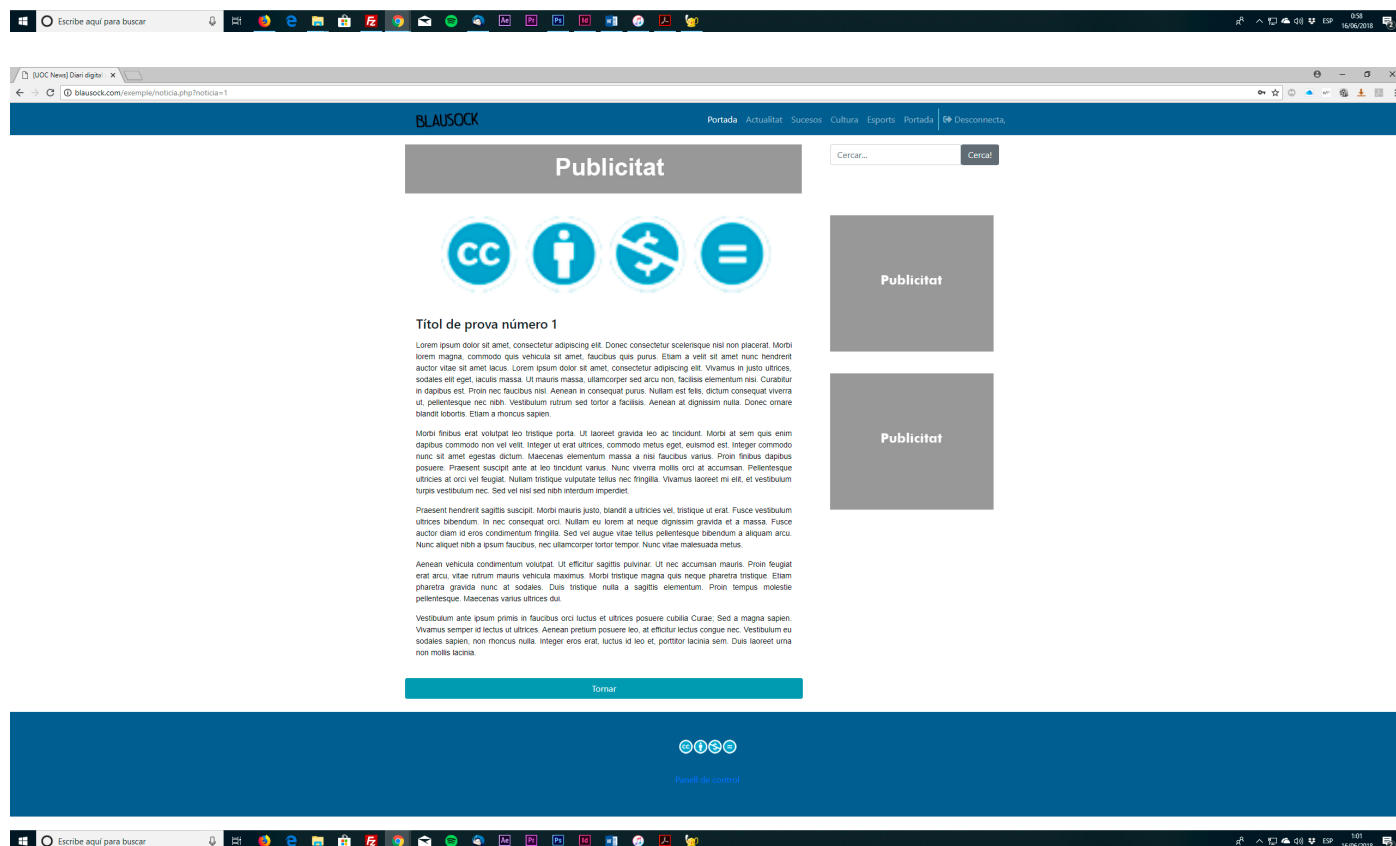 Escribe aquí para buscar
Ae Pr Ps Id
ESP
0:58
16/06/2018
2
[UOC News] Diari digital
blausock.com/exemple/noticia.php?noticia=1
BLAUSOCK
Portada Actualitat Sucesos Cultura Esports Portada Desconnecta,
Publicitat
Cercar...
Cerca!
cc $ =
Publicitat
Títol de prova número 1
Lorem ipsum dolor sit amet, consectetur adipiscing elit. Donec consectetur scelerisque nisl non placerat. Morbi
lorem magna, commodo quis vehicula sit amet, faucibus quis purus. Etiam a velit sit amet nunc hendrerit
auctor vitae sit amet lacus. Lorem ipsum dolor sit amet, consectetur adipiscing elit. Vivamus in justo ultrices,
sodales elit eget, iaculis massa. Ut mauris massa, ullamcorper sed arcu non, facilisis elementum nisi. Curabitur
in dapibus est. Proin nec faucibus nisl. Aenean in consequat purus. Nullam est felis, dictum consequat viverra
ut, pellentesque nec nibh. Vestibulum rutrum sed tortor a facilisis. Aenean at dignissim nulla. Donec ornare
blandit lobortis. Etiam a rhoncus sapien.
Morbi finibus erat volutpat leo tristique porta. Ut laoreet gravida leo ac tincidunt. Morbi at sem quis enim
dapibus commodo non vel velit. Integer ut erat ultrices, commodo metus eget, euismod est. Integer commodo
nunc sit amet egestas dictum. Maecenas elementum massa a nisi faucibus varius. Proin finibus dapibus
posuere. Praesent suscipit ante at leo tincidunt varius. Nunc viverra mollis orci at accumsan. Pellentesque
ultricies at orci vel feugiat. Nullam tristique vulputate tellus nec fringilla. Vivamus laoreet mi elit, et vestibulum
turpis vestibulum nec. Sed vel nisl sed nibh interdum imperdiet.
Publicitat
Praesent hendrerit sagittis suscipit. Morbi mauris justo, blandit a ultricies vel, tristique ut erat. Fusce vestibulum
ultrices bibendum. In nec consequat orci. Nullam eu lorem at neque dignissim gravida et a massa. Fusce
auctor diam id eros condimentum fringilla. Sed vel augue vitae tellus pellentesque bibendum a aliquam arcu.
Nunc aliquet nibh a ipsum faucibus, nec ullamcorper tortor tempor. Nunc vitae malesuada metus.
Aenean vehicula condimentum volutpat. Ut efficitur sagittis pulvinar. Ut nec accumsan mauris. Proin feugiat
erat arcu, vitae rutrum mauris vehicula maximus. Morbi tristique magna quis neque pharetra tristique. Etiam
pharetra gravida nunc at sodales. Duis tristique nulla a sagittis elementum. Proin tempus molestie
pellentesque. Maecenas varius ultrices dui.
Vestibulum ante ipsum primis in faucibus orci luctus et ultrices posuere cubilia Curae; Sed a magna sapien.
Vivamus semper id lectus ut ultrices. Aenean pretium posuere leo, at efficitur lectus congue nec. Vestibulum eu
sodales sapien, non rhoncus nulla. Integer eros erat, luctus id leo et, porttitor lacinia sem. Duis laoreet urna
non mollis lacinia.
Tornar
cc $ =
Panell de control
Escribe aquí para buscar
Ae Pr Ps Id
ESP
1:01
16/06/2018